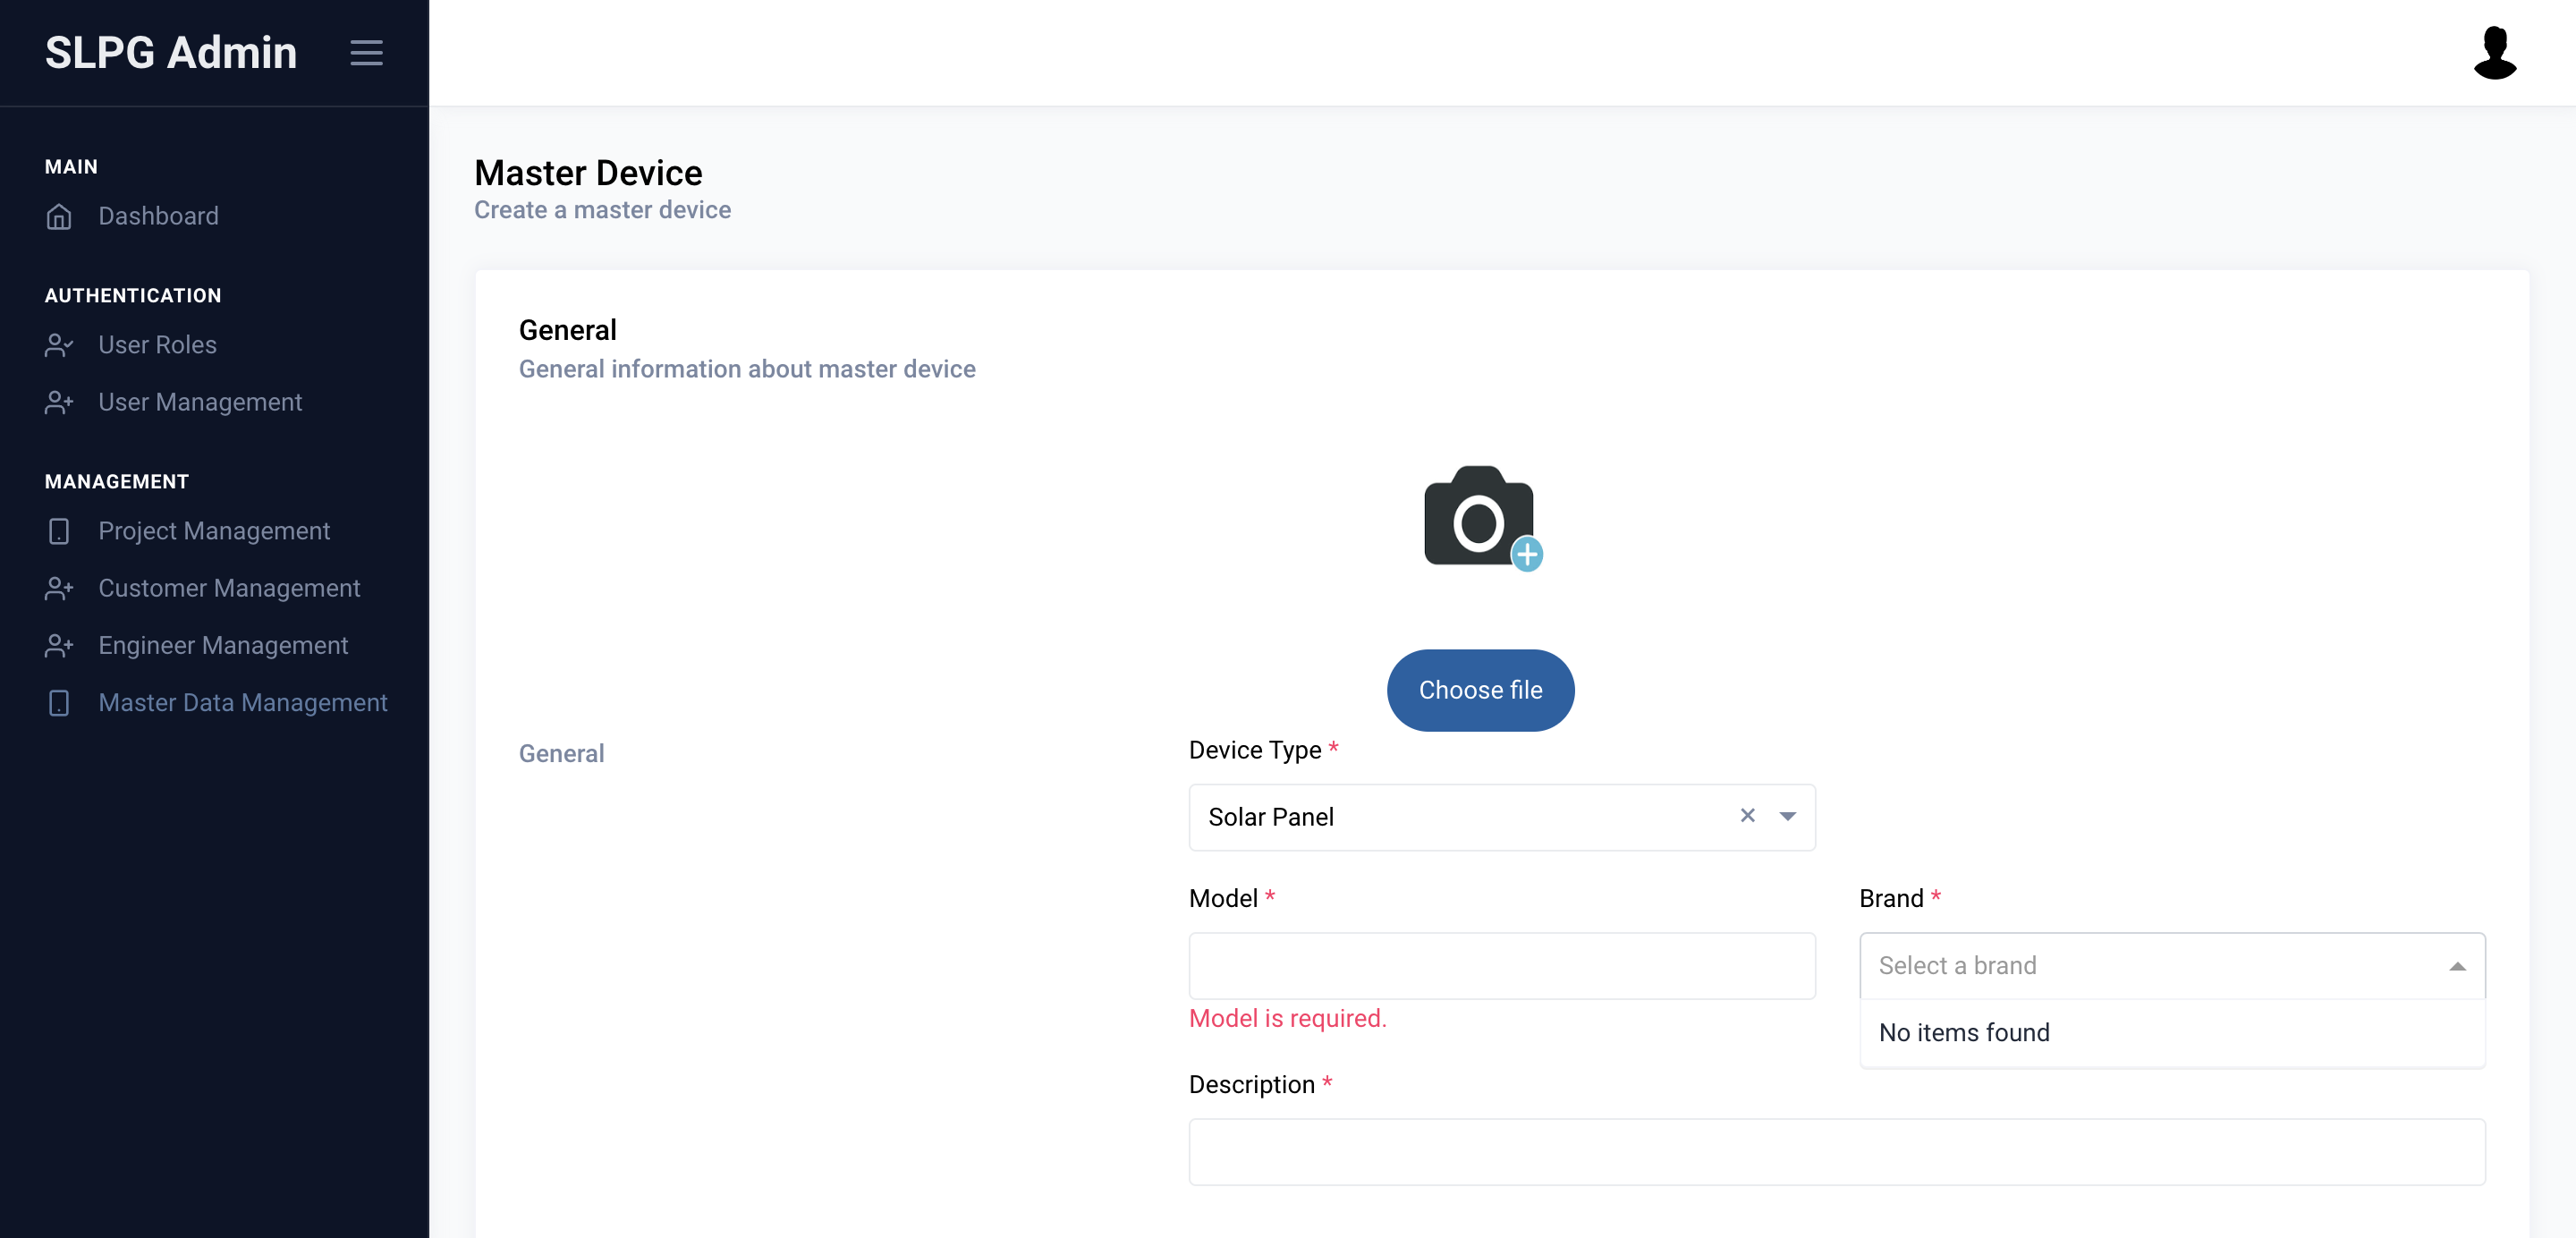 SLPG Admin
MAIN
Dashboard
AUTHENTICATION
User Roles
User Management
MANAGEMENT
Project Management
Customer Management
Engineer Management
Master Data Management
Master Device
Create a master device
General
General information about master device
Choose file
General
Device Type *
Solar Panel
Model *
Model is required.
Brand *
Select a brand
No items found
Description *